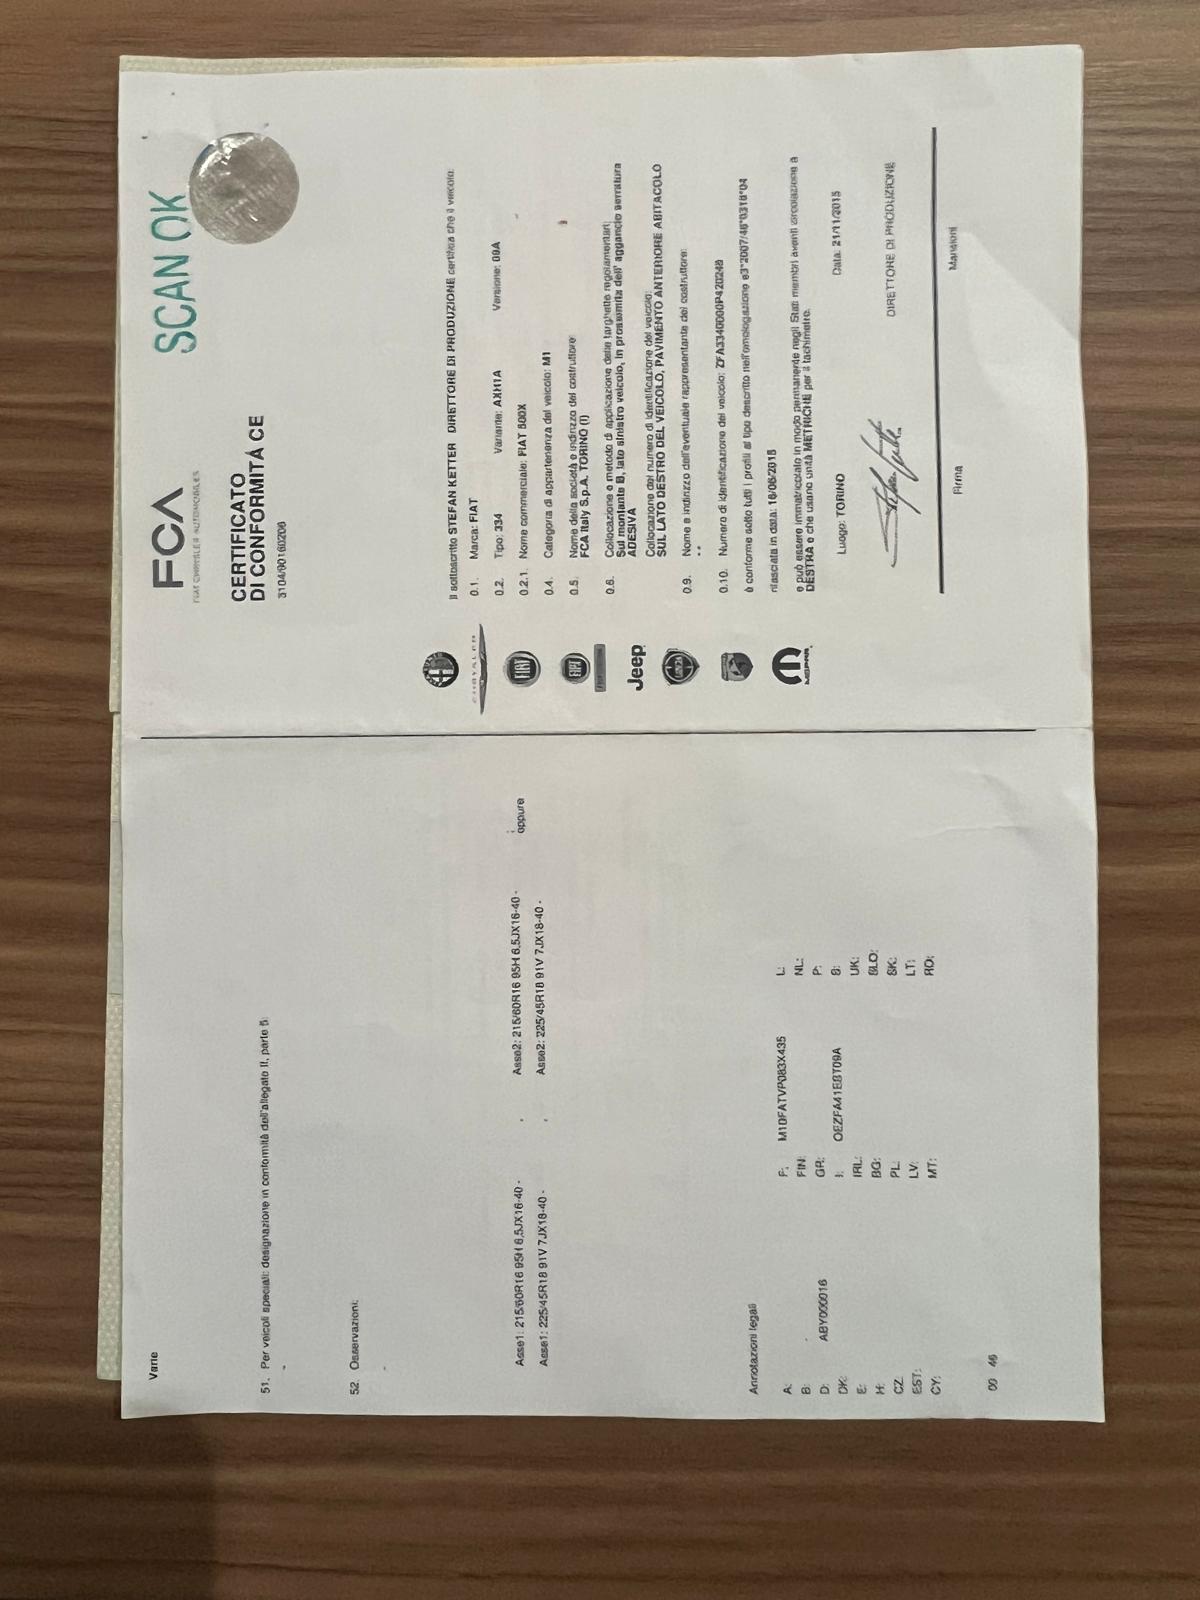 Varie
51. Per veicoli speciali: designazione in conformità dell'allegato II, parte 5:
-
52. Osservazioni:
-
Asse1: 215/60R16 95H 6,5JX16-40 - , Asse2: 215/60R16 95H 6,5JX16-40 - ; oppure
Asse1: 225/45R18 91V 7JX18-40 - , Asse2: 225/45R18 91V 7JX18-40 -
Annotazioni legali
A: F: M10FATVP083X435 L:
B: FIN: NL:
D: ABY000016 GR: P:
DK: I: OEZFA41EBT09A S:
E: IRL: UK:
H: BG: SLO:
CZ: PL: SK:
EST: LV: LT:
CY: MT: RO:
00 46
FCA
FIAT CHRYSLER AUTOMOBILES
SCAN OK
CERTIFICATO
DI CONFORMITÀ CE
3104/80160206
Il sottoscritto STEFAN KETTER DIRETTORE DI PRODUZIONE certifica che il veicolo:
0.1. Marca: FIAT
0.2. Tipo: 334 Variante: AXH1A Versione: 09A
0.2.1. Nome commerciale: FIAT 500X
0.4. Categoria di appartenenza del veicolo: M1
0.5. Nome della società e indirizzo del costruttore:
FCA Italy S.p.A. TORINO (I)
0.6. Collocazione e metodo di applicazione delle targhette regolamentari:
Sul montante B, lato sinistro veicolo, in prossimità dell' aggancio serratura
ADESIVA
Collocazione del numero di identificazione del veicolo:
SUL LATO DESTRO DEL VEICOLO, PAVIMENTO ANTERIORE ABITACOLO
0.9. Nome e indirizzo dell'eventuale rappresentante del costruttore:
- -
0.10. Numero di identificazione del veicolo: ZFA3340000P420248
è conforme sotto tutti i profili al tipo descritto nell'omologazione e3*2007/46*0318*04
rilasciata in data: 16/06/2015
e può essere immatricolato in modo permanente negli Stati membri aventi circolazione a
DESTRA e che usano unità METRICHE per il tachimetro.
Luogo: TORINO Data: 21/11/2015
DIRETTORE DI PRODUZIONE
Firma Mansioni
CHRYSLER
FIAT
FIAT
Jeep
LANCIA
MOPAR